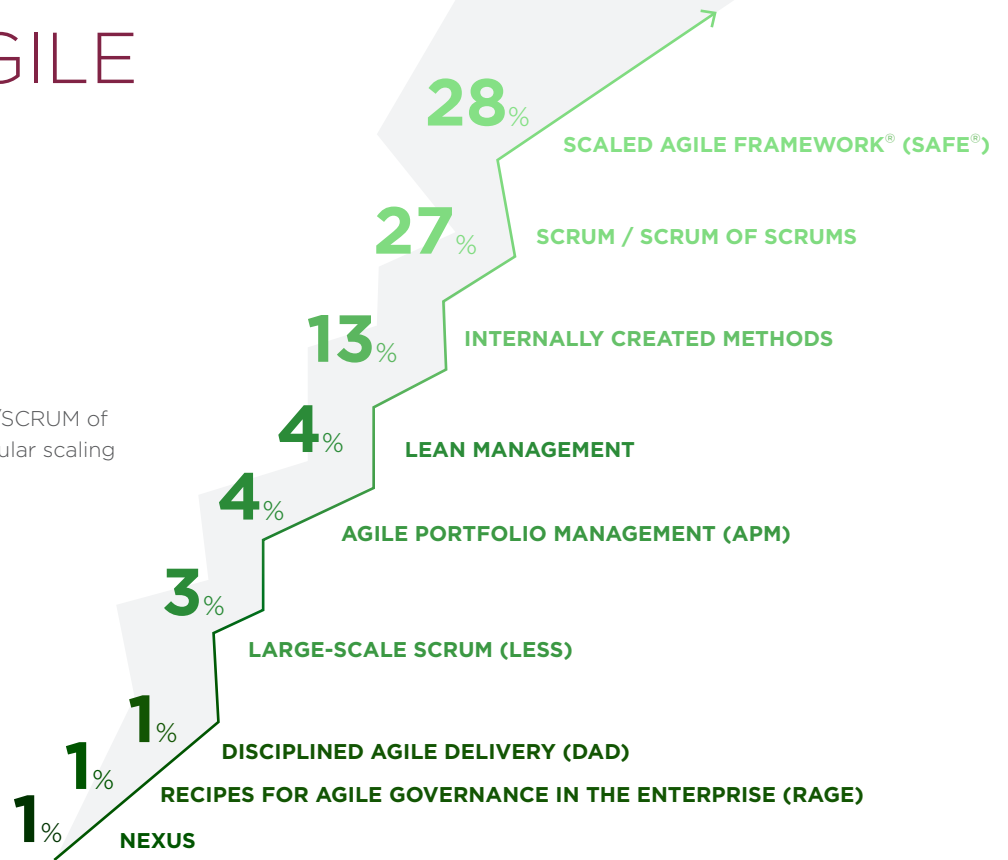 GILE
28%
SCALED AGILE FRAMEWORK® (SAFE®)
27%
SCRUM / SCRUM OF SCRUMS
13%
INTERNALLY CREATED METHODS
/SCRUM of
ular scaling
4%
LEAN MANAGEMENT
4%
AGILE PORTFOLIO MANAGEMENT (APM)
3%
LARGE-SCALE SCRUM (LESS)
1%
DISCIPLINED AGILE DELIVERY (DAD)
1%
RECIPES FOR AGILE GOVERNANCE IN THE ENTERPRISE (RAGE)
1%
NEXUS